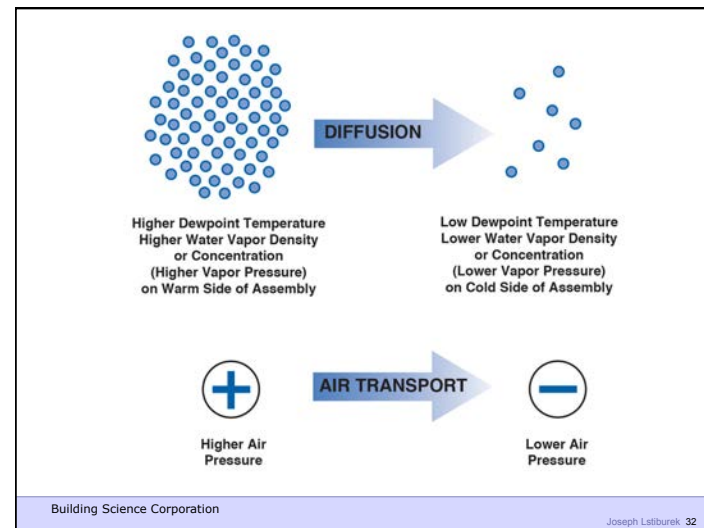 DIFFUSION
Higher Dewpoint Temperature
Higher Water Vapor Density
or Concentration
(Higher Vapor Pressure)
on Warm Side of Assembly
Low Dewpoint Temperature
Lower Water Vapor Density
or Concentration
(Lower Vapor Pressure)
on Cold Side of Assembly
AIR TRANSPORT
Higher Air
Pressure
Lower Air
Pressure
Building Science Corporation
Joseph Lstiburek 32